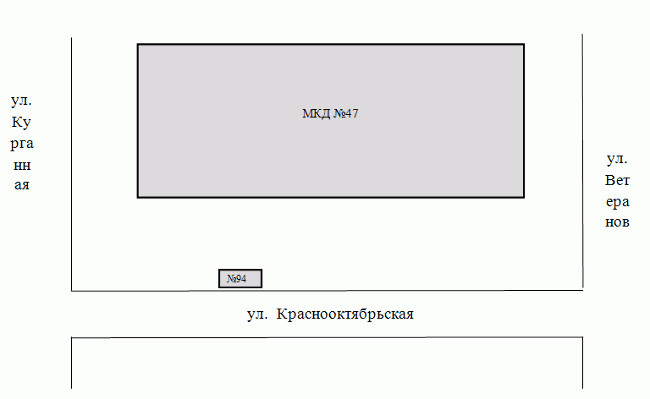 МКД №47
ул.
Ку
рга
нн
ая
ул.
Вет
ера
нов
№94
ул. Краснооктябрьская